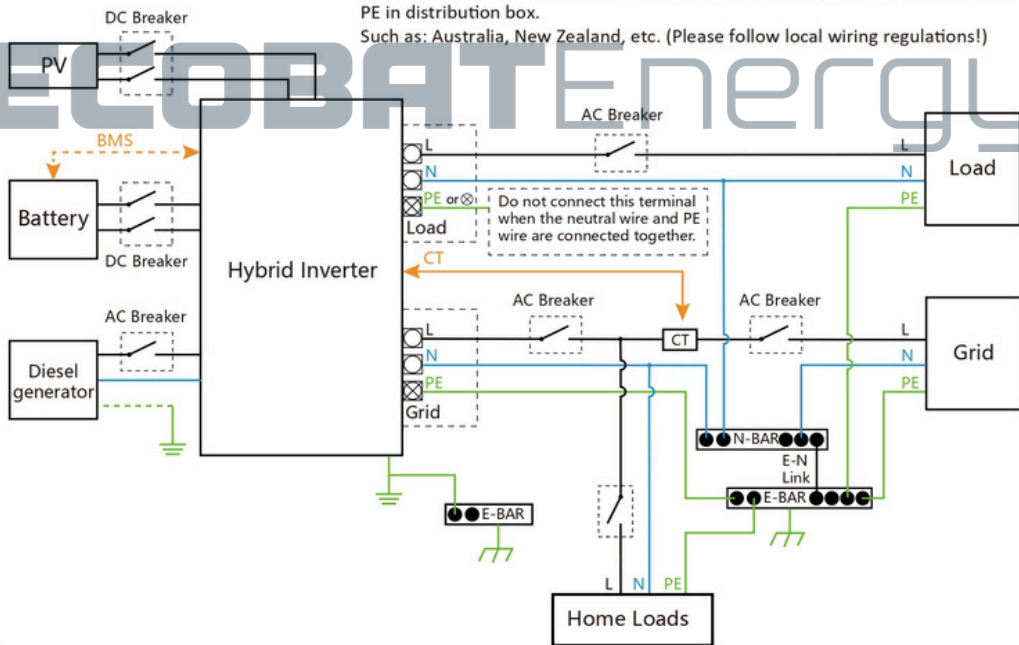 PE in distribution box.
Such as: Australia, New Zealand, etc. (Please follow local wiring regulations!)
DC Breaker
PV
ECOBATEnergy
AC Breaker
BMS
L
L
N
N
Load
PE or ⊗
PE
Do not connect this terminal
when the neutral wire and PE
wire are connected together.
Load
Battery
DC Breaker
Hybrid Inverter
CT
AC Breaker
AC Breaker
AC Breaker
L
CT
L
N
N
Grid
Diesel
generator
PE
PE
Grid
N-BAR
E-N
Link
E-BAR
E-BAR
L
N
PE
Home Loads